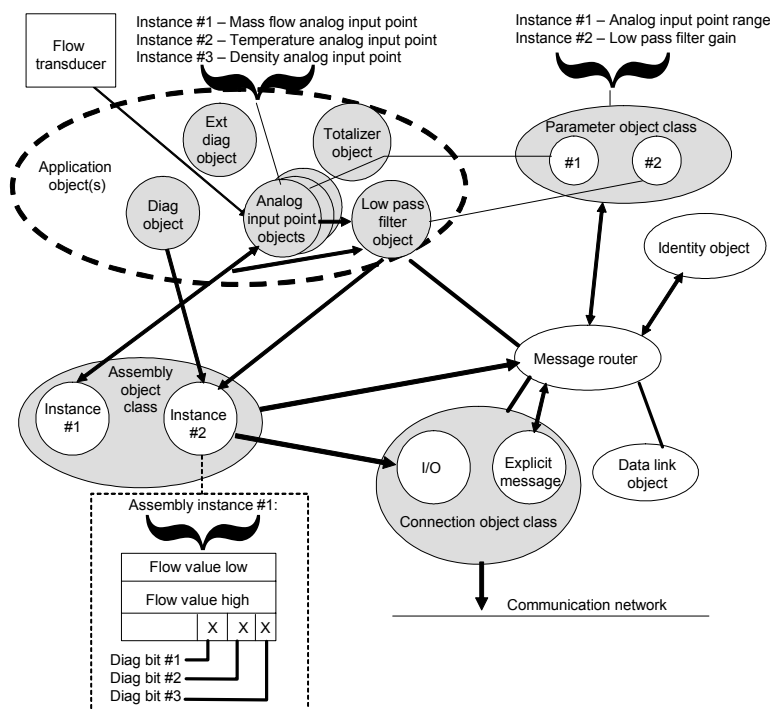 Instance #1 – Mass flow analog input point
Instance #2 – Temperature analog input point
Instance #3 – Density analog input point
Instance #1 – Analog input point range
Instance #2 – Low pass filter gain
Flow
transducer
Ext
diag
object
Totalizer
object
Parameter object class
#1
#2
Application
object(s)
Diag
object
Analog
input point
objects
Low pass
filter
object
Identity object
Message router
Assembly
object
class
Instance
#1
Instance
#2
I/O
Explicit
message
Connection object class
Data link
object
Assembly instance #1:
Flow value low
Flow value high
X X X
Diag bit #1
Diag bit #2
Diag bit #3
Communication network